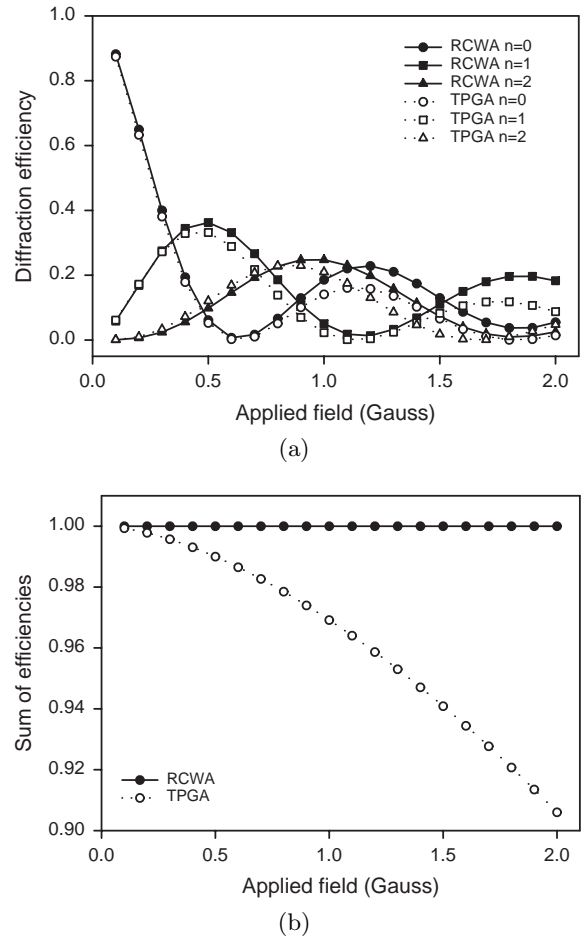 1.0
0.8
0.6
0.4
0.2
0.0
Diffraction efficiency
RCWA n=0
RCWA n=1
RCWA n=2
TPGA n=0
TPGA n=1
TPGA n=2
0.0 0.5 1.0 1.5 2.0
Applied field (Gauss)
(a)
1.00
0.98
0.96
0.94
0.92
0.90
Sum of efficiencies
RCWA
TPGA
0.0 0.5 1.0 1.5 2.0
Applied field (Gauss)
(b)